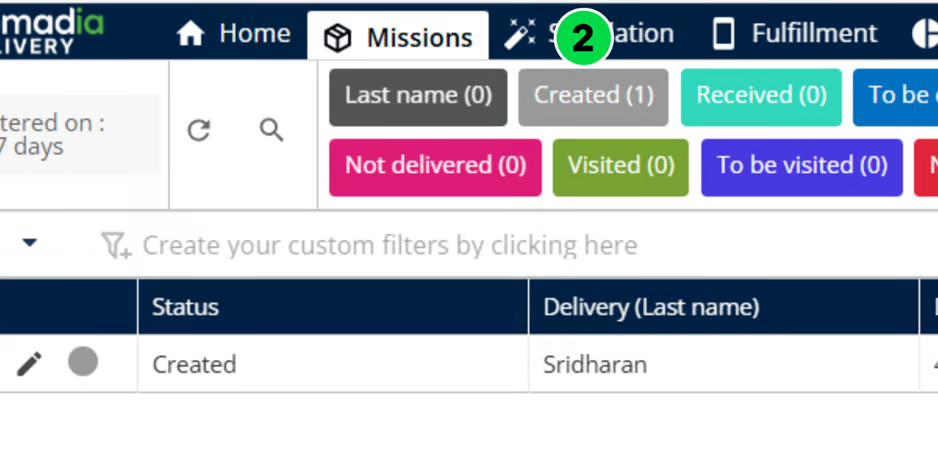 madia
LIVERY
Home
Missions
2
Fulfillment
tered on :
7 days
Last name (0)
Created (1)
Received (0)
To be
Not delivered (0)
Visited (0)
To be visited (0)
Create your custom filters by clicking here
Status
Delivery (Last name)
Created
Sridharan